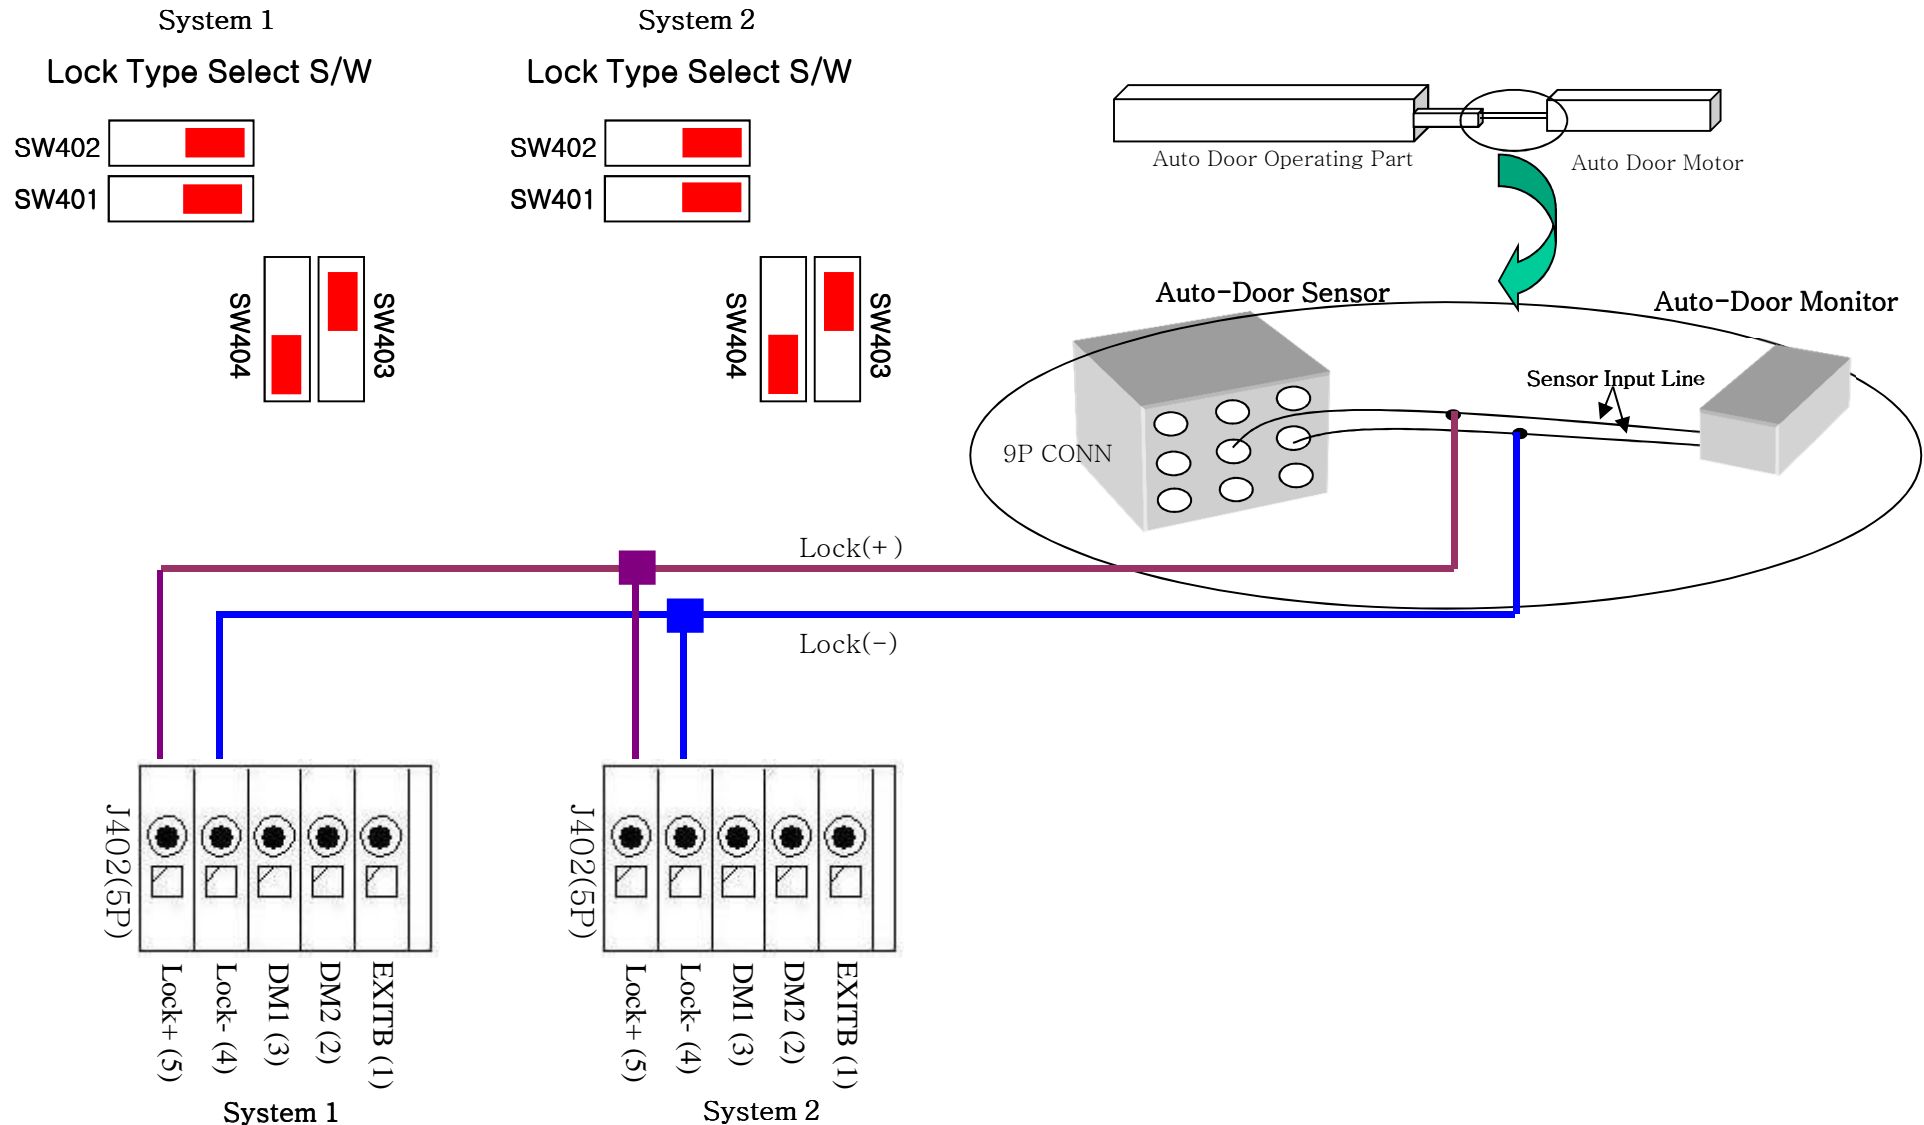 System 1
System 2
Lock Type Select S/W
Lock Type Select S/W
SW402
SW401
SW404
SW403
SW402
SW401
SW404
SW403
Auto Door Operating Part
Auto Door Motor
Auto-Door Sensor
Auto-Door Monitor
Sensor Input Line
9P CONN
Lock(+)
Lock(-)
J402(5P)
J402(5P)
Lock+ (5)
Lock- (4)
DM1 (3)
DM2 (2)
EXITB (1)
Lock+ (5)
Lock- (4)
DM1 (3)
DM2 (2)
EXITB (1)
System 1
System 2